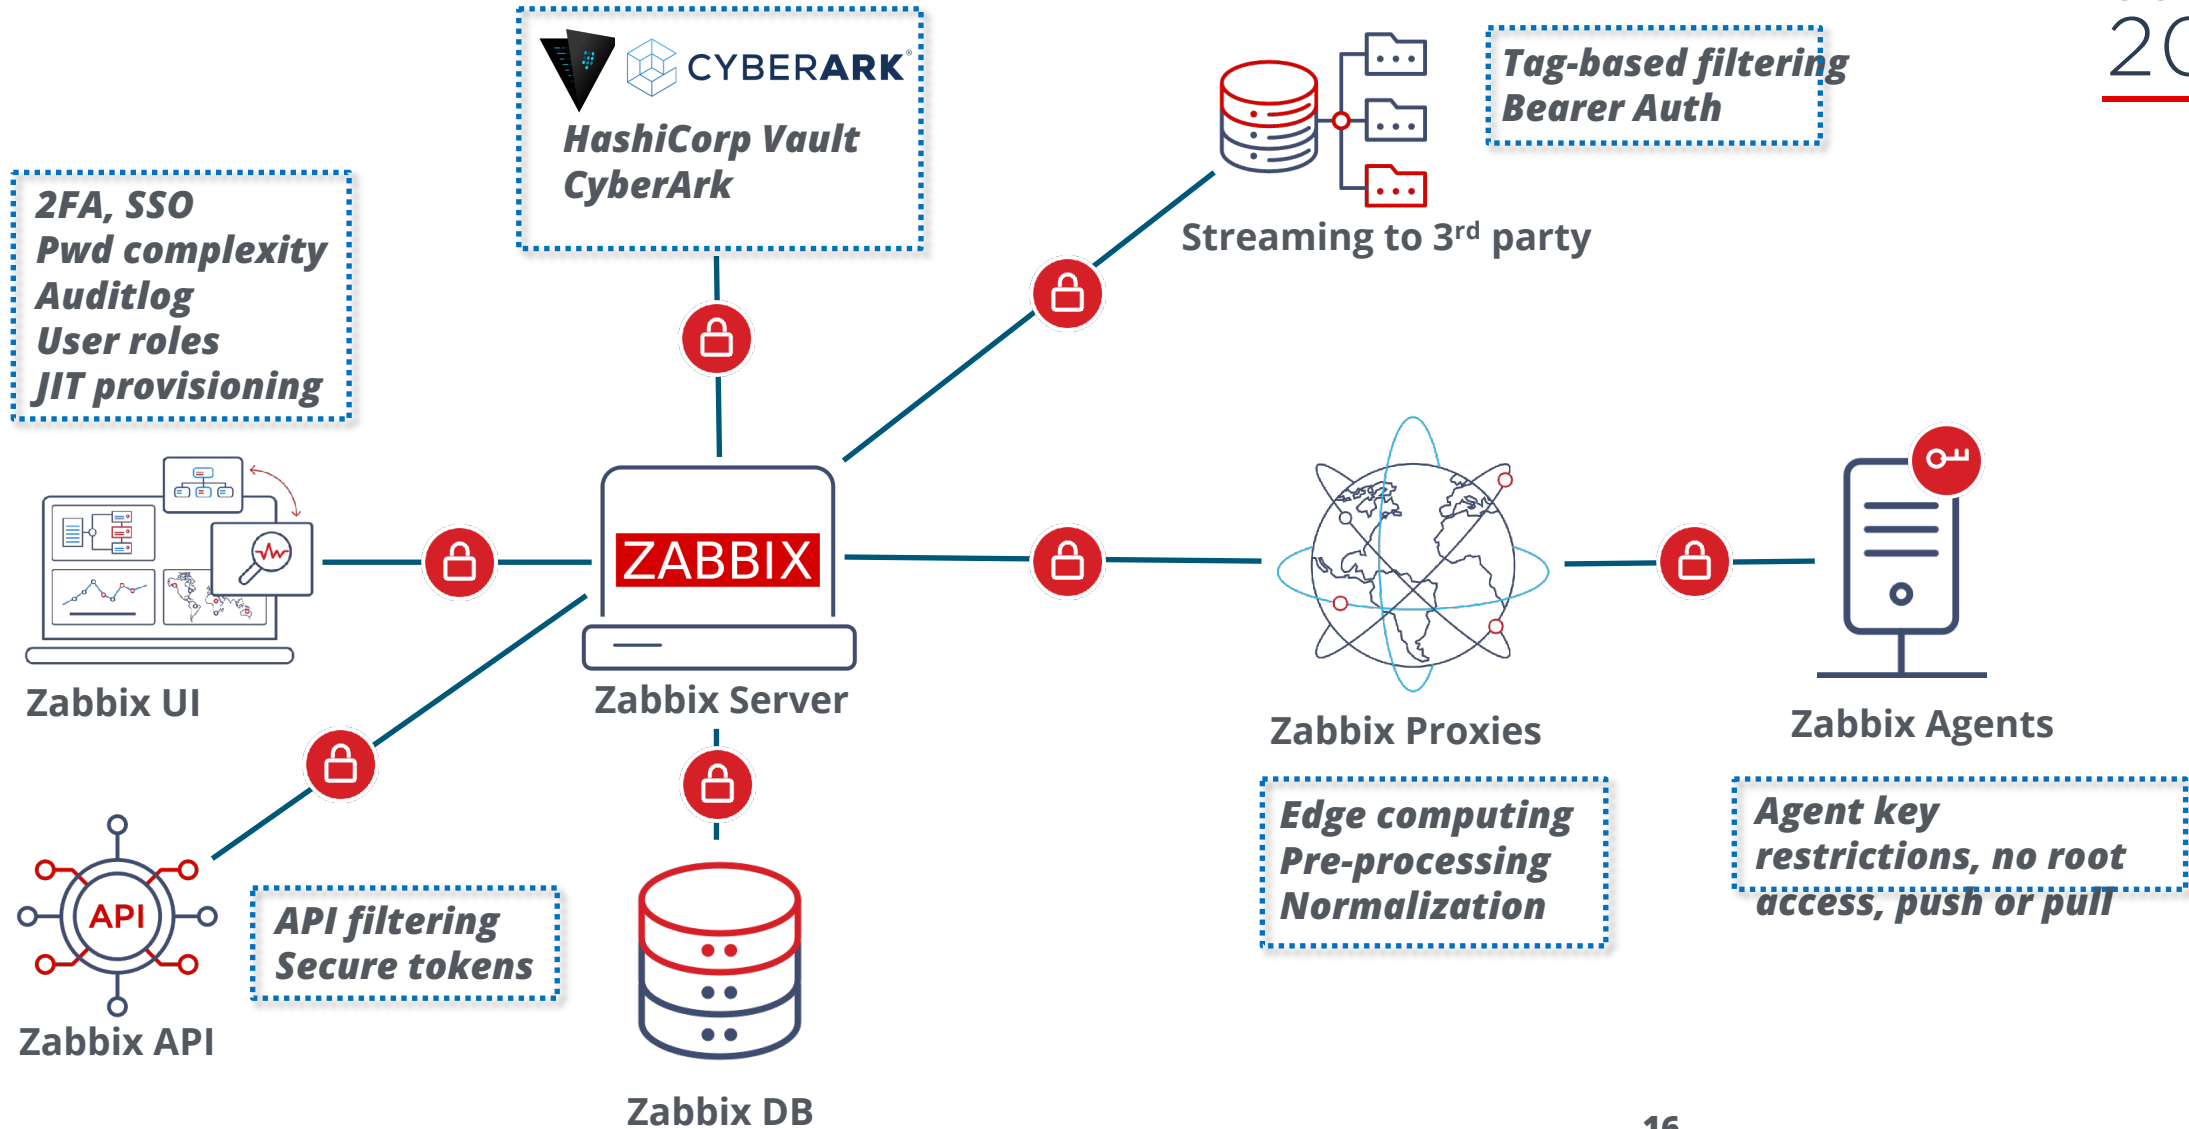 20
CYBERARK®
HashiCorp Vault
CyberArk
Tag-based filtering
Bearer Auth
Streaming to 3rd party
2FA, SSO
Pwd complexity
Auditlog
User roles
JIT provisioning
ZABBIX
Zabbix UI
Zabbix Server
Zabbix Proxies
Zabbix Agents
Edge computing
Pre-processing
Normalization
Agent key
restrictions, no root
access, push or pull
API
API filtering
Secure tokens
Zabbix API
Zabbix DB
16